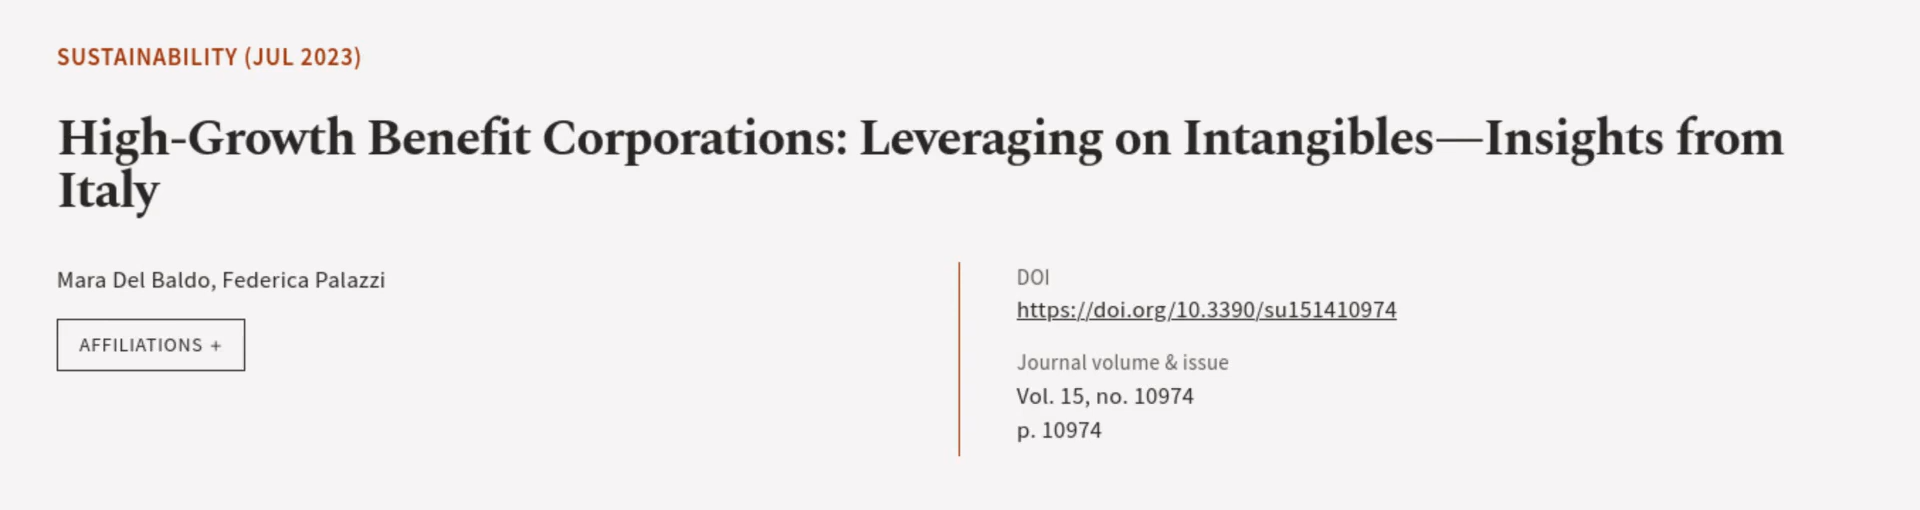 SUSTAINABILITY (JUL 2023)
High-Growth Benefit Corporations: Leveraging on Intangibles—Insights from
Italy
Mara Del Baldo, Federica Palazzi
AFFILIATIONS +
DOI
https://doi.org/10.3390/su151410974
Journal volume & issue
Vol. 15, no. 10974
p. 10974